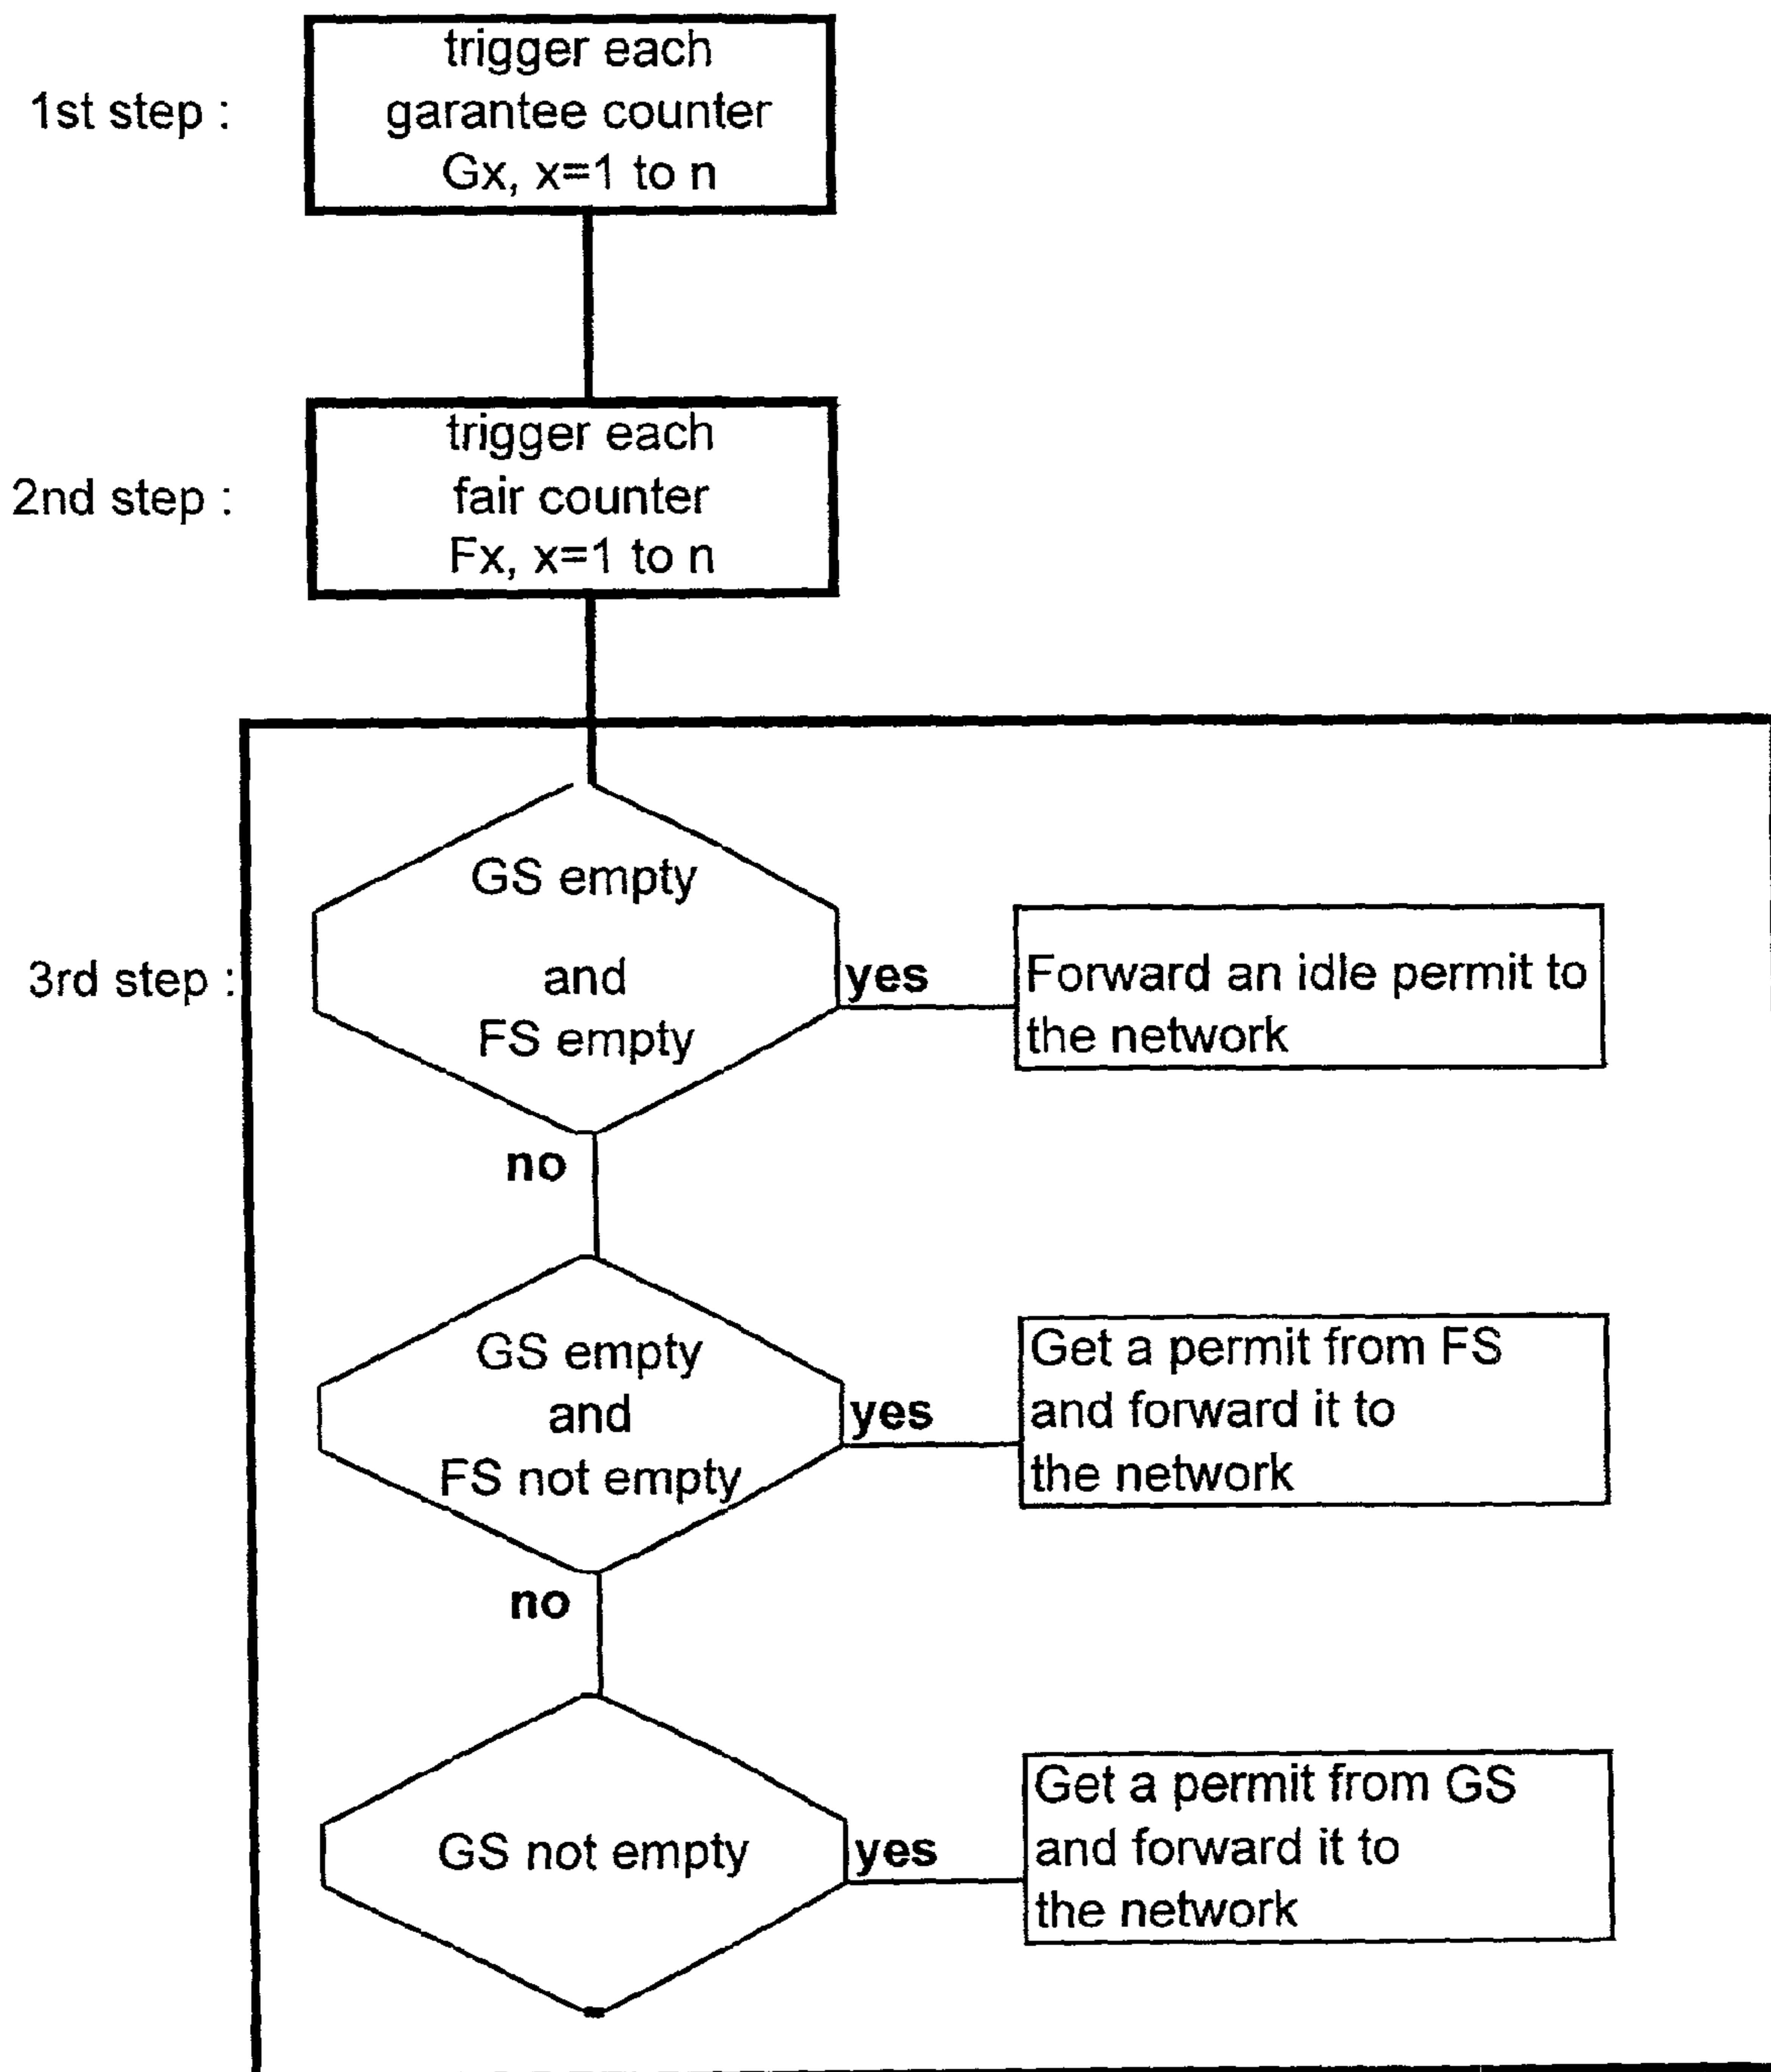 1st step :
trigger each
garantee counter
Gx, x=1 to n
2nd step :
trigger each
fair counter
Fx, x=1 to n
3rd step :
GS empty
and
FS empty
yes
Forward an idle permit to
the network
no
GS empty
and
FS not empty
yes
Get a permit from FS
and forward it to
the network
no
GS not empty
yes
Get a permit from GS
and forward it to
the network